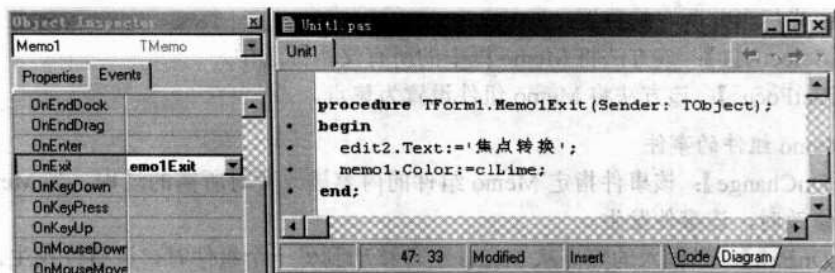 Object Inspector
Memo1 TMemo
Properties Events
OnEndDock
OnEndDrag
OnEnter
OnExit emo1Exit
OnKeyDown
OnKeyPress
OnKeyUp
OnMouseDown
OnMouseMove
Unit1.pas
Unit1
procedure TForm1.Memo1Exit(Sender: TObject);
begin
edit2.Text:='焦点转换';
memo1.Color:=clLime;
end;
47: 33 Modified Insert Code Diagram